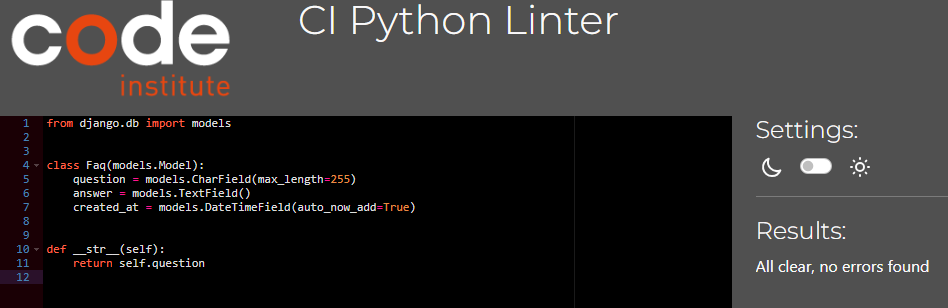 code
institute
CI Python Linter
1 from django.db import models
2
3
4 class Faq(models.Model):
5     question = models.CharField(max_length=255)
6     answer = models.TextField()
7     created_at = models.DateTimeField(auto_now_add=True)
8
9
10 def __str__(self):
11     return self.question
12
Settings:
Results:
All clear, no errors found